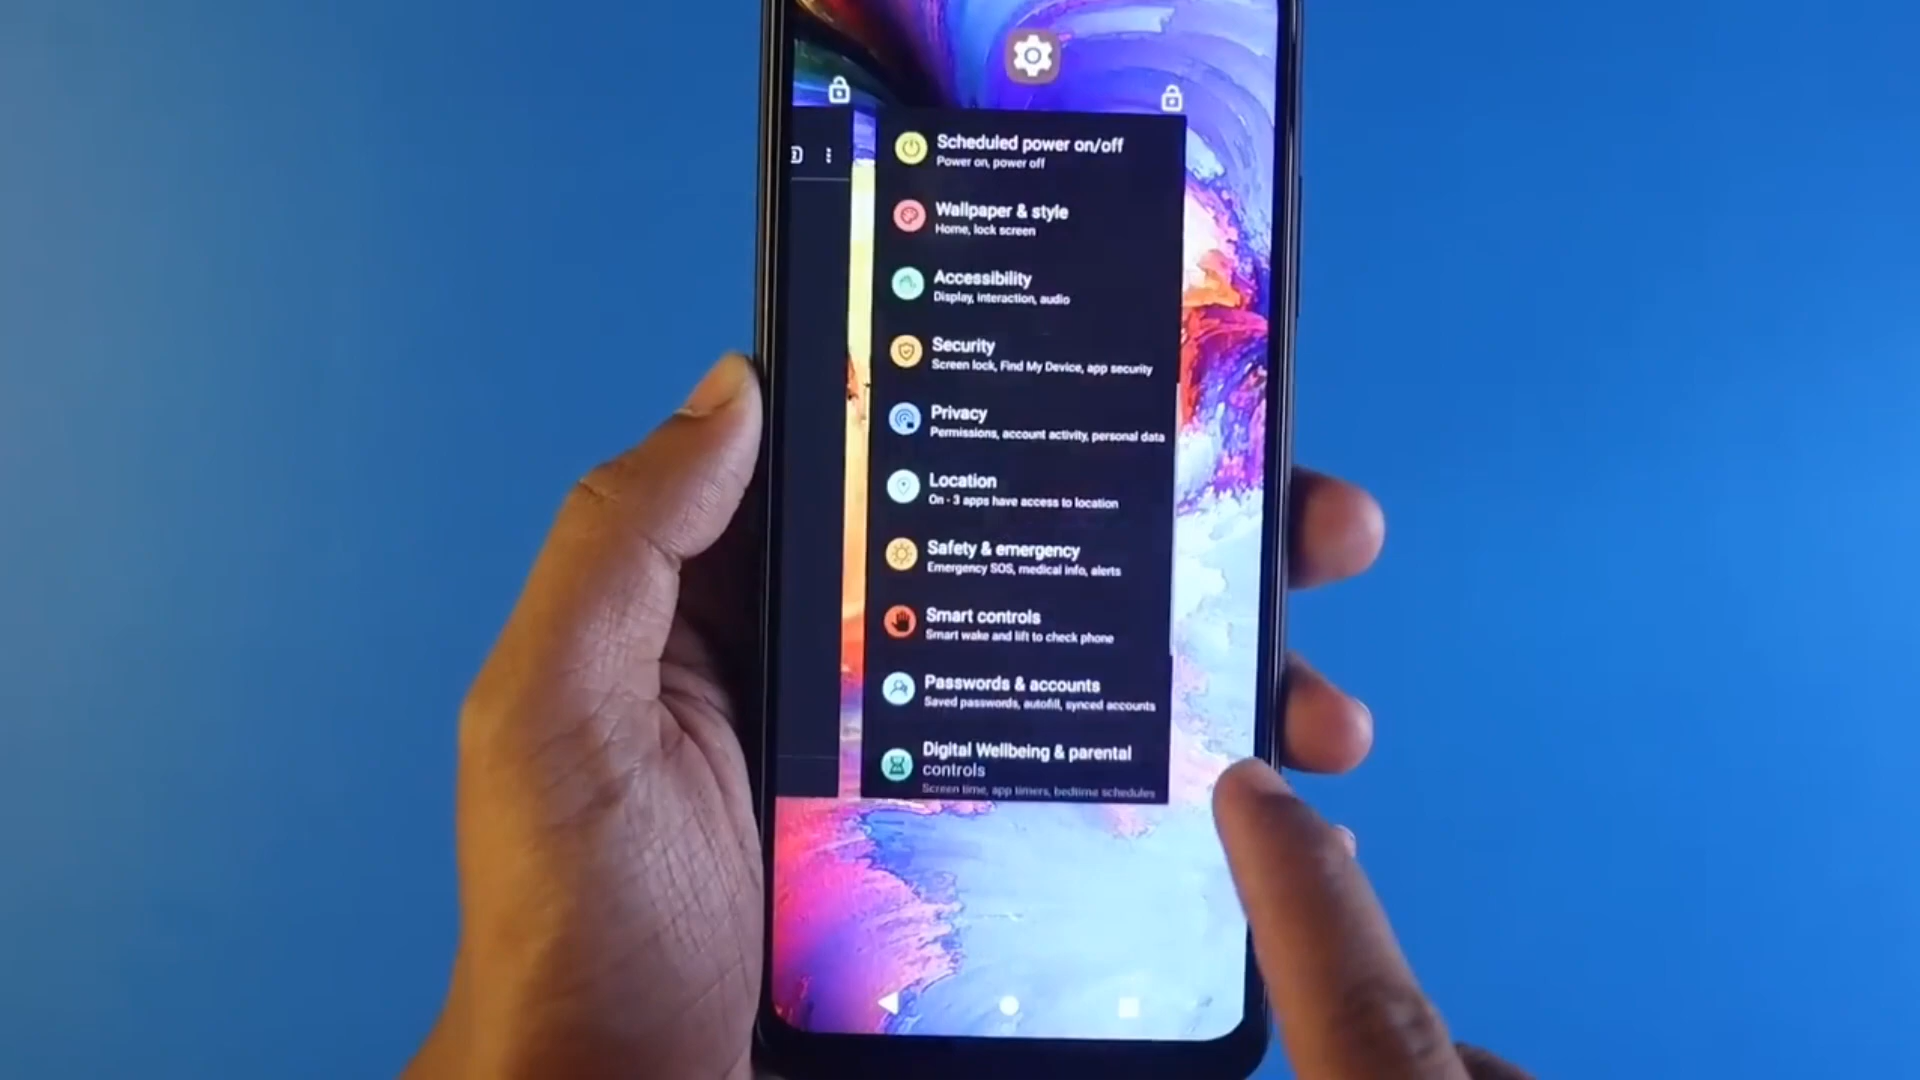 Scheduled power on/off
Power on, power off
Wallpaper & style
Home, lock screen
Accessibility
Display, interaction, audio
Security
Screen lock, Find My Device, app security
Privacy
Permissions, account activity, personal data
Location
On - 3 apps have access to location
Safety & emergency
Emergency SOS, medical info, alerts
Smart controls
Smart wake and lift to check phone
Passwords & accounts
Saved passwords, autofill, synced accounts
Digital Wellbeing & parental
controls
Screen time, app timers, bedtime schedules